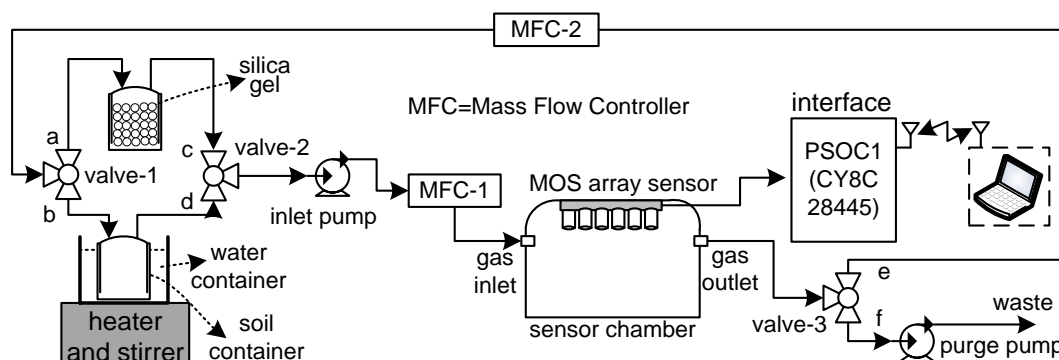 MFC-2
silica
gel
MFC=Mass Flow Controller
interface
a
c
valve-1
valve-2
b
d
inlet pump
MFC-1
MOS array sensor
PSOC1
(CY8C
28445)
water
container
gas
inlet
gas
outlet
sensor chamber
e
valve-3
f
waste
purge pump
heater
and stirrer
soil
container